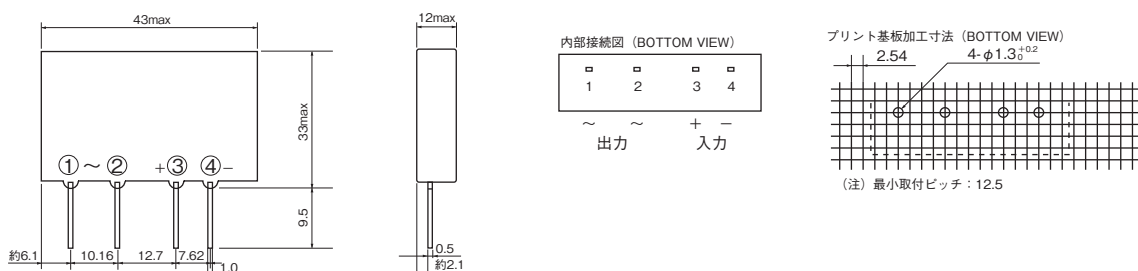 43max
33max
①～② +③ ④-
9.5
約6.1 10.16 12.7 7.62
1.0
12max
0.5
約2.1
内部接続図（BOTTOM VIEW）
1 2 3 4
～ ～ + −
出力 入力
プリント基板加工寸法（BOTTOM VIEW）
2.54 4-φ1.3 +0.2 0
（注）最小取付ピッチ：12.5